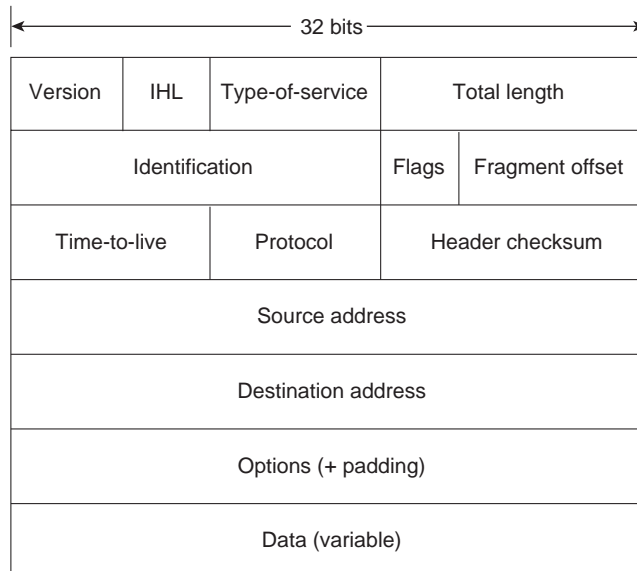 32 bits
Version IHL Type-of-service Total length
Identification Flags Fragment offset
Time-to-live Protocol Header checksum
Source address
Destination address
Options (+ padding)
Data (variable)